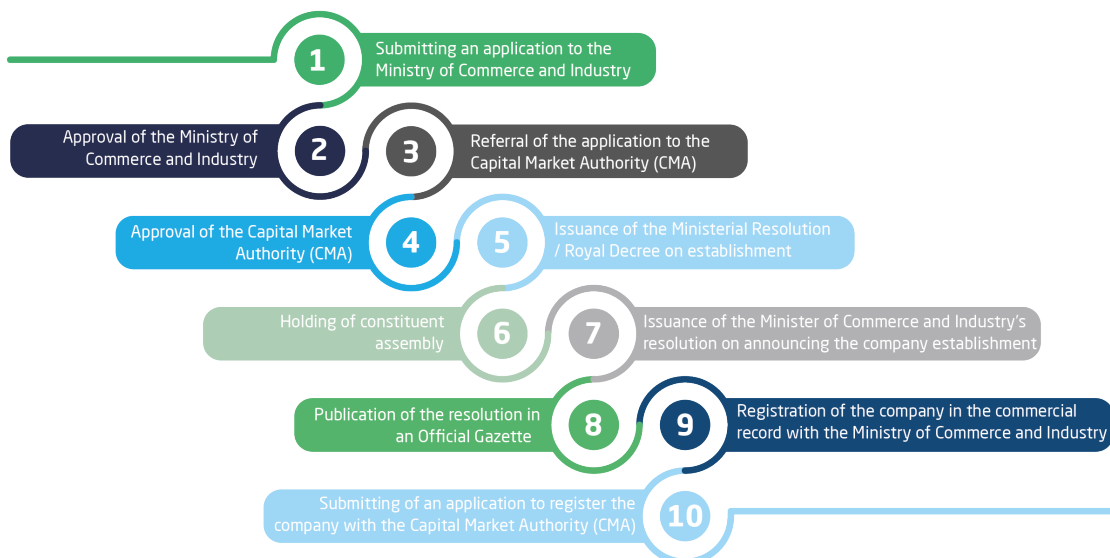 1
Submitting an application to the
Ministry of Commerce and Industry
Approval of the Ministry of
Commerce and Industry
2
3
Referral of the application to the
Capital Market Authority (CMA)
Approval of the Capital Market
Authority (CMA)
4
5
Issuance of the Ministerial Resolution
/ Royal Decree on establishment
Holding of constituent
assembly
6
7
Issuance of the Minister of Commerce and Industry's
resolution on announcing the company establishment
Publication of the resolution in
an Official Gazette
8
9
Registration of the company in the commercial
record with the Ministry of Commerce and Industry
Submitting of an application to register the
company with the Capital Market Authority (CMA)
10